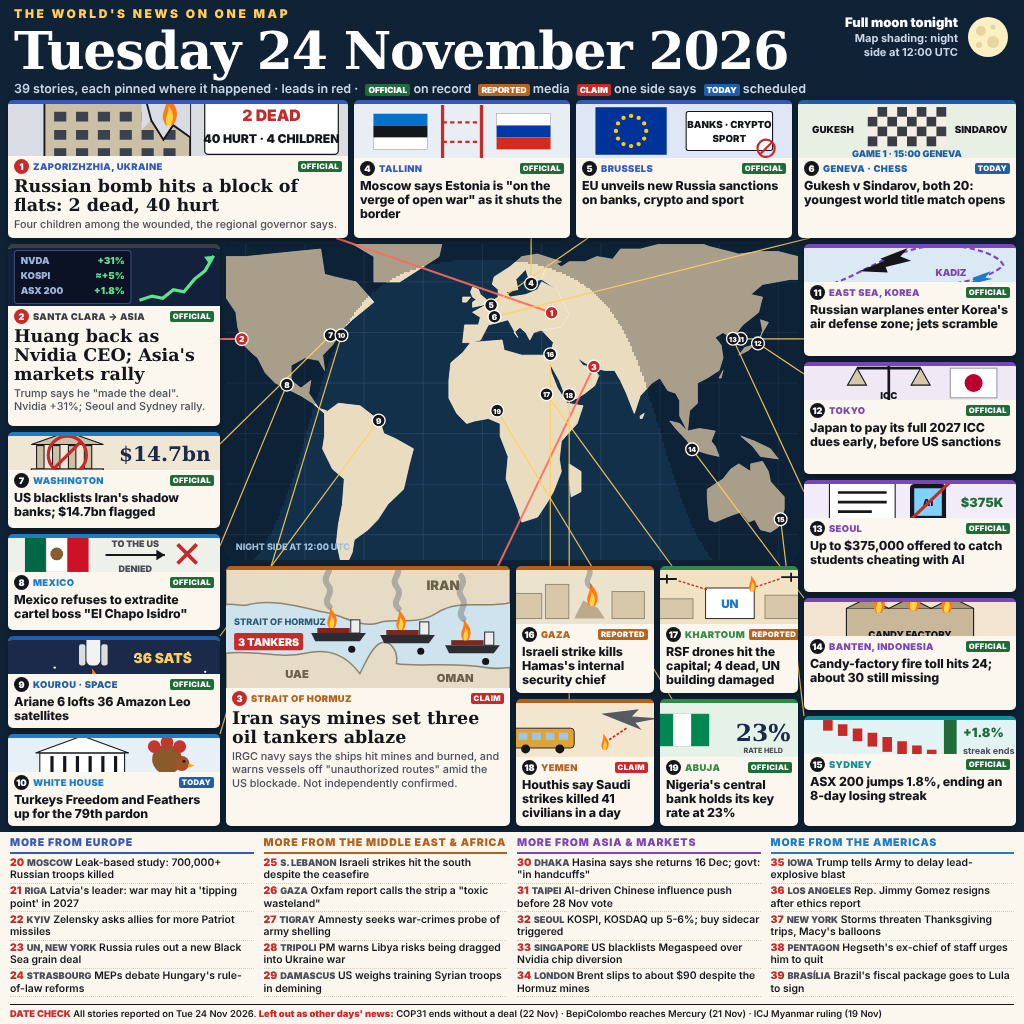 THE WORLD'S NEWS ON ONE MAP
Tuesday 24 November 2026
Full moon tonight
Map shading: night
side at 12:00 UTC
39 stories, each pinned where it happened · leads in red · OFFICIAL on record REPORTED media CLAIM one side says TODAY scheduled
2 DEAD
40 HURT · 4 CHILDREN
1 ZAPORIZHZHIA, UKRAINE OFFICIAL
Russian bomb hits a block of
flats: 2 dead, 40 hurt
Four children among the wounded, the regional governor says.
4 TALLINN OFFICIAL
Moscow says Estonia is "on the
verge of open war" as it shuts the
border
BANKS · CRYPTO
SPORT
5 BRUSSELS OFFICIAL
EU unveils new Russia sanctions
on banks, crypto and sport
GUKESH SINDAROV
GAME 1 · 15:00 GENEVA
6 GENEVA · CHESS TODAY
Gukesh v Sindarov, both 20:
youngest world title match opens
NVDA +31%
KOSPI ≈+5%
ASX 200 +1.8%
2 SANTA CLARA → ASIA OFFICIAL
Huang back as
Nvidia CEO; Asia's
markets rally
Trump says he "made the deal".
Nvidia +31%; Seoul and Sydney rally.
$14.7bn
7 WASHINGTON OFFICIAL
US blacklists Iran's shadow
banks; $14.7bn flagged
TO THE US
DENIED
8 MEXICO OFFICIAL
Mexico refuses to extradite
cartel boss "El Chapo Isidro"
36 SATS
9 KOUROU · SPACE OFFICIAL
Ariane 6 lofts 36 Amazon Leo
satellites
10 WHITE HOUSE TODAY
Turkeys Freedom and Feathers
up for the 79th pardon
NIGHT SIDE AT 12:00 UTC
1
2
3
4
5
6
7
8
9
10
11
12
13
14
15
16
17
18
19
KADIZ
11 EAST SEA, KOREA OFFICIAL
Russian warplanes enter Korea's
air defense zone; jets scramble
ICC
12 TOKYO OFFICIAL
Japan to pay its full 2027 ICC
dues early, before US sanctions
AI
$375K
13 SEOUL OFFICIAL
Up to $375,000 offered to catch
students cheating with AI
CANDY FACTORY
14 BANTEN, INDONESIA OFFICIAL
Candy-factory fire toll hits 24;
about 30 still missing
+1.8%
streak ends
15 SYDNEY OFFICIAL
ASX 200 jumps 1.8%, ending an
8-day losing streak
IRAN
STRAIT OF HORMUZ
3 TANKERS
UAE
OMAN
3 STRAIT OF HORMUZ CLAIM
Iran says mines set three
oil tankers ablaze
IRGC navy says the ships hit mines and burned, and
warns vessels off "unauthorized routes" amid the
US blockade. Not independently confirmed.
16 GAZA REPORTED
Israeli strike kills
Hamas's internal
security chief
UN
17 KHARTOUM REPORTED
RSF drones hit the
capital; 4 dead, UN
building damaged
18 YEMEN CLAIM
Houthis say Saudi
strikes killed 41
civilians in a day
23%
RATE HELD
19 ABUJA OFFICIAL
Nigeria's central
bank holds its key
rate at 23%
MORE FROM EUROPE
20 MOSCOW Leak-based study: 700,000+
Russian troops killed
21 RIGA Latvia's leader: war may hit a 'tipping
point' in 2027
22 KYIV Zelensky asks allies for more Patriot
missiles
23 UN, NEW YORK Russia rules out a new Black
Sea grain deal
24 STRASBOURG MEPs debate Hungary's rule-
of-law reforms
MORE FROM THE MIDDLE EAST & AFRICA
25 S. LEBANON Israeli strikes hit the south
despite the ceasefire
26 GAZA Oxfam report calls the strip a "toxic
wasteland"
27 TIGRAY Amnesty seeks war-crimes probe of
army shelling
28 TRIPOLI PM warns Libya risks being dragged
into Ukraine war
29 DAMASCUS US weighs training Syrian troops
in demining
MORE FROM ASIA & MARKETS
30 DHAKA Hasina says she returns 16 Dec; govt:
"in handcuffs"
31 TAIPEI AI-driven Chinese influence push
before 28 Nov vote
32 SEOUL KOSPI, KOSDAQ up 5-6%; buy sidecar
triggered
33 SINGAPORE US blacklists Megaspeed over
Nvidia chip diversion
34 LONDON Brent slips to about $90 despite the
Hormuz mines
MORE FROM THE AMERICAS
35 IOWA Trump tells Army to delay lead-
explosive blast
36 LOS ANGELES Rep. Jimmy Gomez resigns
after ethics report
37 NEW YORK Storms threaten Thanksgiving
trips, Macy's balloons
38 PENTAGON Hegseth's ex-chief of staff urges
him to quit
39 BRASÍLIA Brazil's fiscal package goes to Lula
to sign
DATE CHECK All stories reported on Tue 24 Nov 2026. Left out as other days' news: COP31 ends without a deal (22 Nov) · BepiColombo reaches Mercury (21 Nov) · ICJ Myanmar ruling (19 Nov)